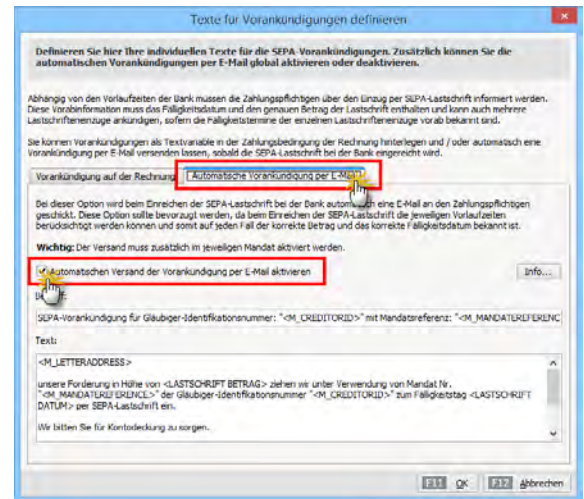 Texte für Vorankündigungen definieren
Definieren Sie hier Ihre individuellen Texte für die SEPA-Vorankündigungen. Zusätzlich können Sie die
automatischen Vorankündigungen per E-Mail global aktivieren oder deaktivieren.
Abhängig von den Vorlaufzeiten der Bank müssen die Zahlungspflichtigen über den Einzug per SEPA-Lastschrift informiert werden.
Diese Vorabinformation muss das Fälligkeitsdatum und den genauen Betrag der Lastschrift enthalten und kann auch mehrere
Lastschrifteneinzüge ankündigen, sofern die Fälligkeitstermine der einzelnen Lastschrifteneinzüge vorab bekannt sind.
Sie können Vorankündigungen als Textvariable in der Zahlungsbedingung der Rechnung hinterlegen und / oder automatisch eine
Vorankündigung per E-Mail versenden lassen, sobald die SEPA-Lastschrift bei der Bank eingereicht wird.
Vorankündigung auf der Rechnung Automatische Vorankündigung per E-Mail
Bei dieser Option wird beim Einreichen der SEPA-Lastschrift bei der Bank eine E-Mail an den Zahlungspflichtigen
geschickt. Diese Option sollte bevorzugt werden, da beim Einreichen der SEPA-Lastschrift die jeweiligen Vorlaufzeiten
berücksichtigt werden können und somit auf jeden Fall der korrekte Betrag und das korrekte Fälligkeitsdatum bekannt ist.
Wichtig: Der Versand muss zusätzlich im jeweiligen Mandat aktiviert werden.
Automatischen Versand der Vorankündigung per E-Mail aktivieren Info...
SEPA-Vorankündigung für Gläubiger-Identifikationsnummer: "<M_CREDITORID>" mit Mandatsreferenz: "<M_MANDATEREFERENC
Text:
<M_LETTERADDRESS>
unsere Forderung in Höhe von <LASTSCHRIFT BETRAG> ziehen wir unter Verwendung von Mandat Nr.
"<M_MANDATEREFERENCE>" der Gläubiger-Identifikationsnummer "<M_CREDITORID>" zum Fälligkeitstag <LASTSCHRIFT
DATUM> per SEPA-Lastschrift ein.
Wir bitten Sie für Kontodeckung zu sorgen.
F11 OK F12 Abbrechen